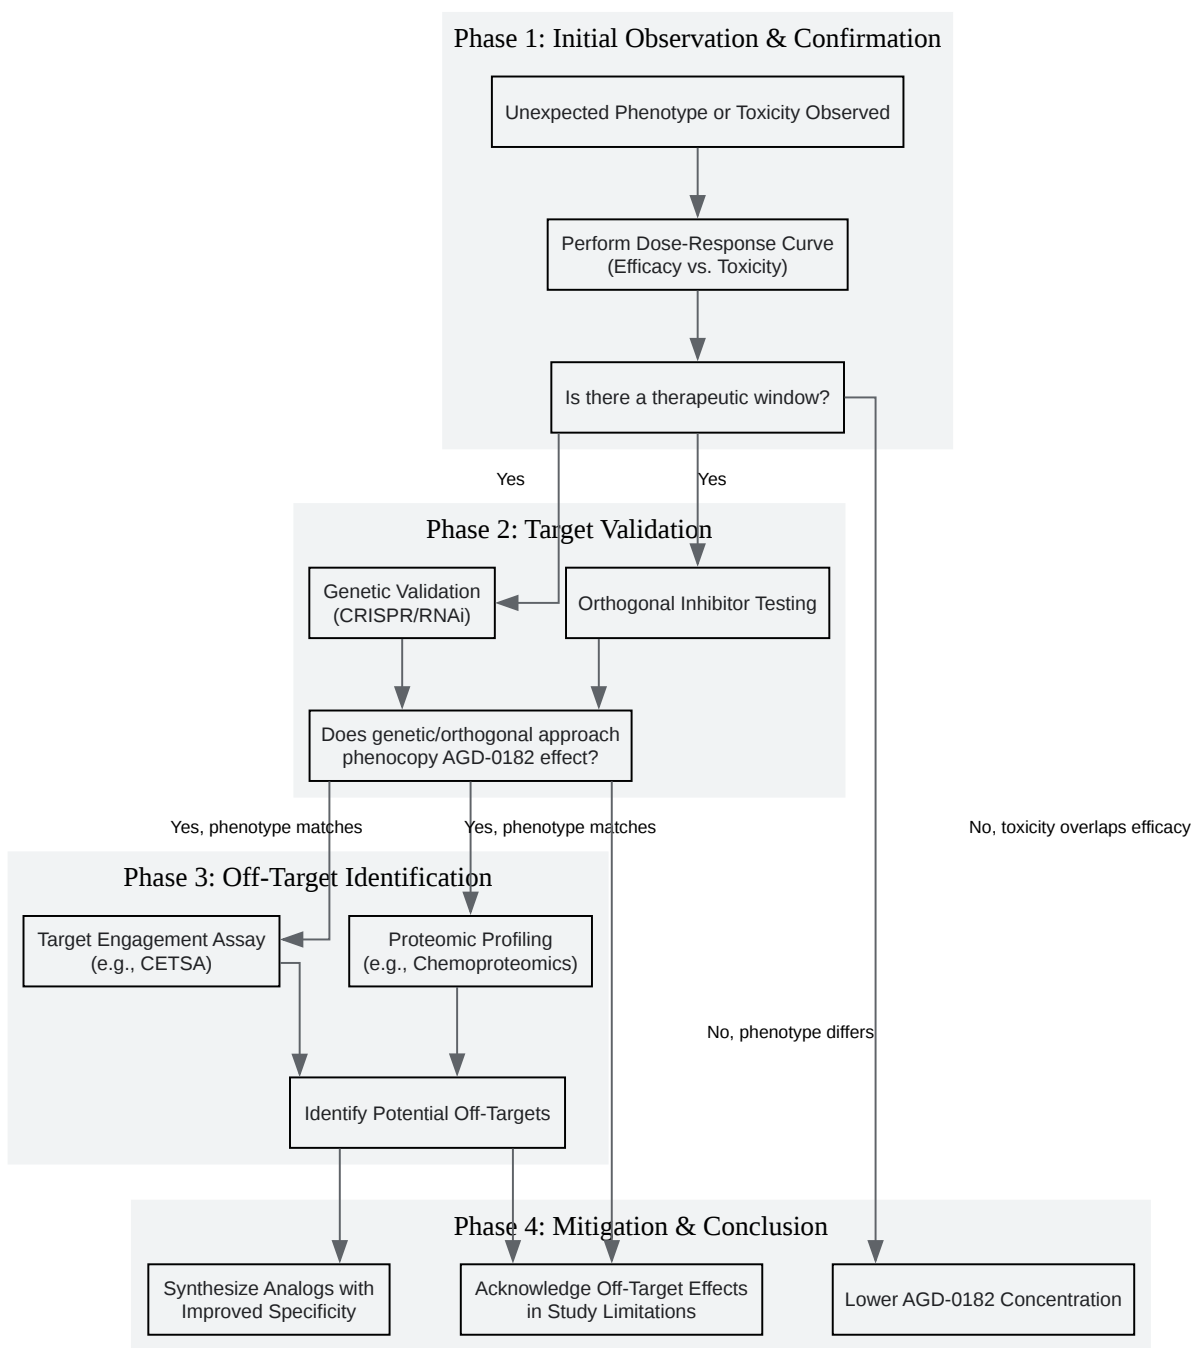 Phase 1: Initial Observation & Confirmation
Unexpected Phenotype or Toxicity Observed
Perform Dose-Response Curve
(Efficacy vs. Toxicity)
Is there a therapeutic window?
Yes
Yes
Phase 2: Target Validation
Genetic Validation
(CRISPR/RNAi)
Orthogonal Inhibitor Testing
Does genetic/orthogonal approach
phenocopy AGD-0182 effect?
Yes, phenotype matches
Yes, phenotype matches
No, toxicity overlaps efficacy
Phase 3: Off-Target Identification
Target Engagement Assay
(e.g., CETSA)
Proteomic Profiling
(e.g., Chemoproteomics)
No, phenotype differs
Identify Potential Off-Targets
Phase 4: Mitigation & Conclusion
Synthesize Analogs with
Improved Specificity
Acknowledge Off-Target Effects
in Study Limitations
Lower AGD-0182 Concentration